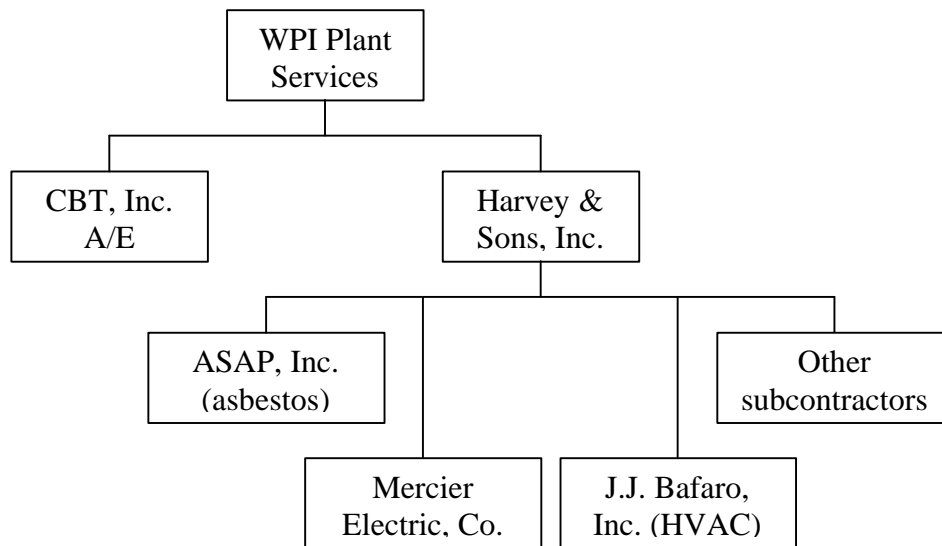 WPI Plant
Services
CBT, Inc.
A/E
Harvey &
Sons, Inc.
ASAP, Inc.
(asbestos)
Other
subcontractors
Mercier
Electric, Co.
J.J. Bafaro,
Inc. (HVAC)